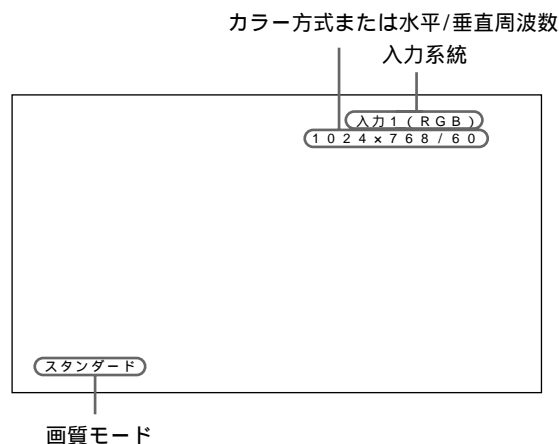 カラー方式または水平/垂直周波数
入力系統
入力1(RGB)
1024×768/60
スタンダード
画質モード